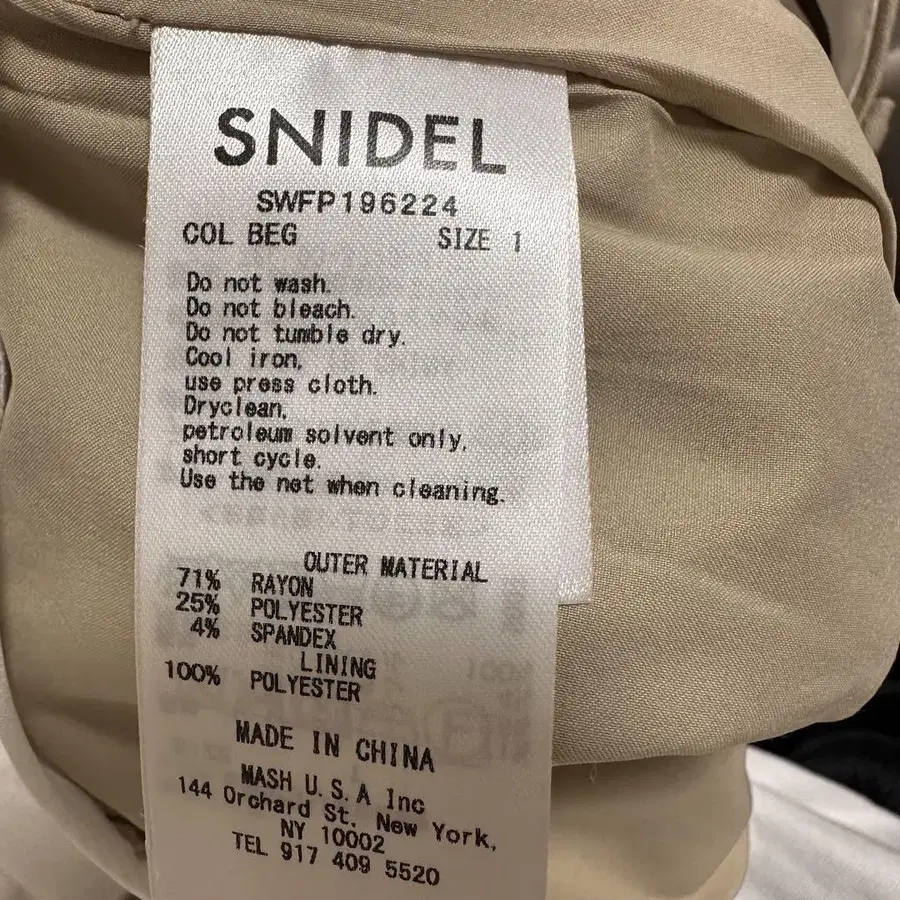 SNIDEL
SWFP196224
COL BEG SIZE 1
Do not wash.
Do not bleach.
Do not tumble dry.
Cool iron,
use press cloth.
Dryclean,
petroleum solvent only,
short cycle.
Use the net when cleaning.
OUTER MATERIAL
71% RAYON
25% POLYESTER
4% SPANDEX
LINING
100% POLYESTER
MADE IN CHINA
MASH U.S.A Inc
144 Orchard St. New York,
NY 10002
TEL 917 409 5520